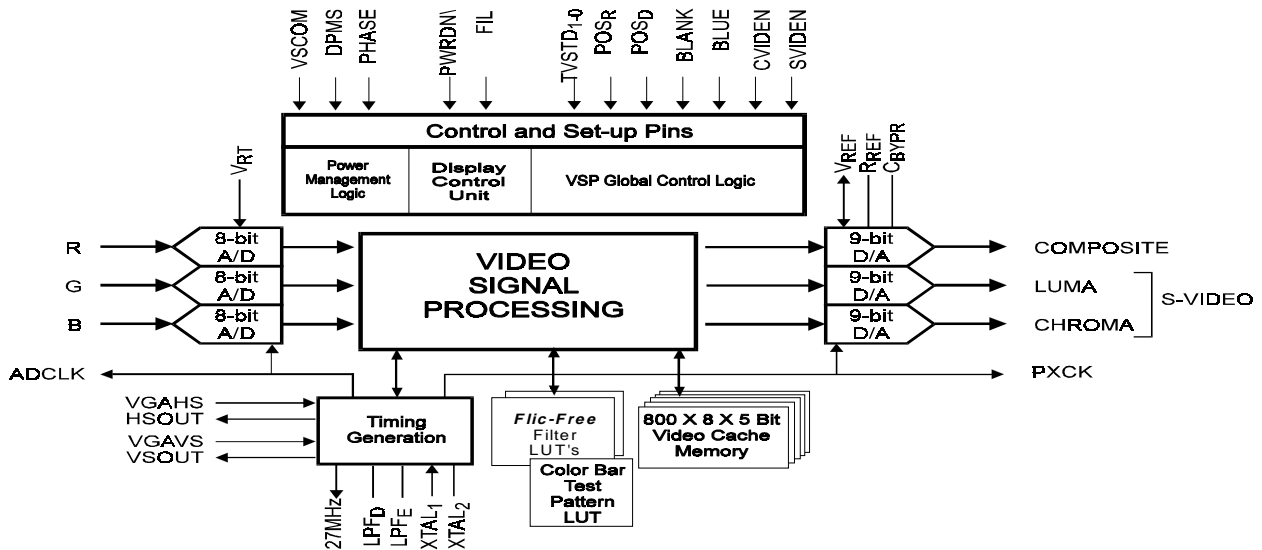 VSCOM
DPMS
PHASE
PWRDN\
FIL
TVSTD1-0
POSR
POSD
BLANK
BLUE
CVIDEN
SVIDEN
Control and Set-up Pins
Power
Management
Logic
DIsplay
Control
Unit
VSP Global Control Logic
VRT
VREF
RREF
CBYPR
R
G
B
8-bit
A/D
8-bit
A/D
8-bit
A/D
VIDEO
SIGNAL
PROCESSING
9-bit
D/A
9-bit
D/A
9-bit
D/A
COMPOSITE
LUMA
CHROMA
S-VIDEO
ADCLK
PXCK
VGAHS
HSOUT
VGAVS
VSOUT
Timing
Generation
Flic-Free
Filter
LUT's
Color Bar
Test
Pattern
LUT
800 X 8 X 5 Bit
Video Cache
Memory
27MHz
LPFD
LPFE
XTAL1
XTAL2